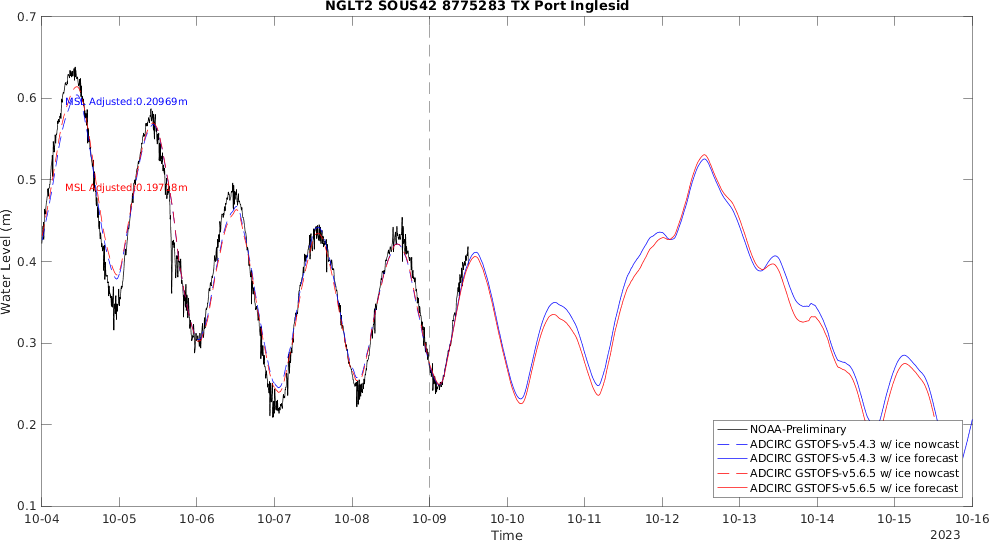 NGLT2 SOUS42 8775283 TX Port Inglesid
0.7
0.6
0.5
0.4
0.3
0.2
0.1
Water Level (m)
MSL Adjusted:0.20969m
10-04
10-05
10-06
10-07
10-08
10-09
10-10
10-11
10-12
10-13
10-14
10-15
10-16
Time
2023
NOAA-Preliminary
ADCIRC GSTOFS-v5.4.3 w/ ice nowcast
ADCIRC GSTOFS-v5.4.3 w/ ice forecast
ADCIRC GSTOFS-v5.6.5 w/ ice nowcast
ADCIRC GSTOFS-v5.6.5 w/ ice forecast